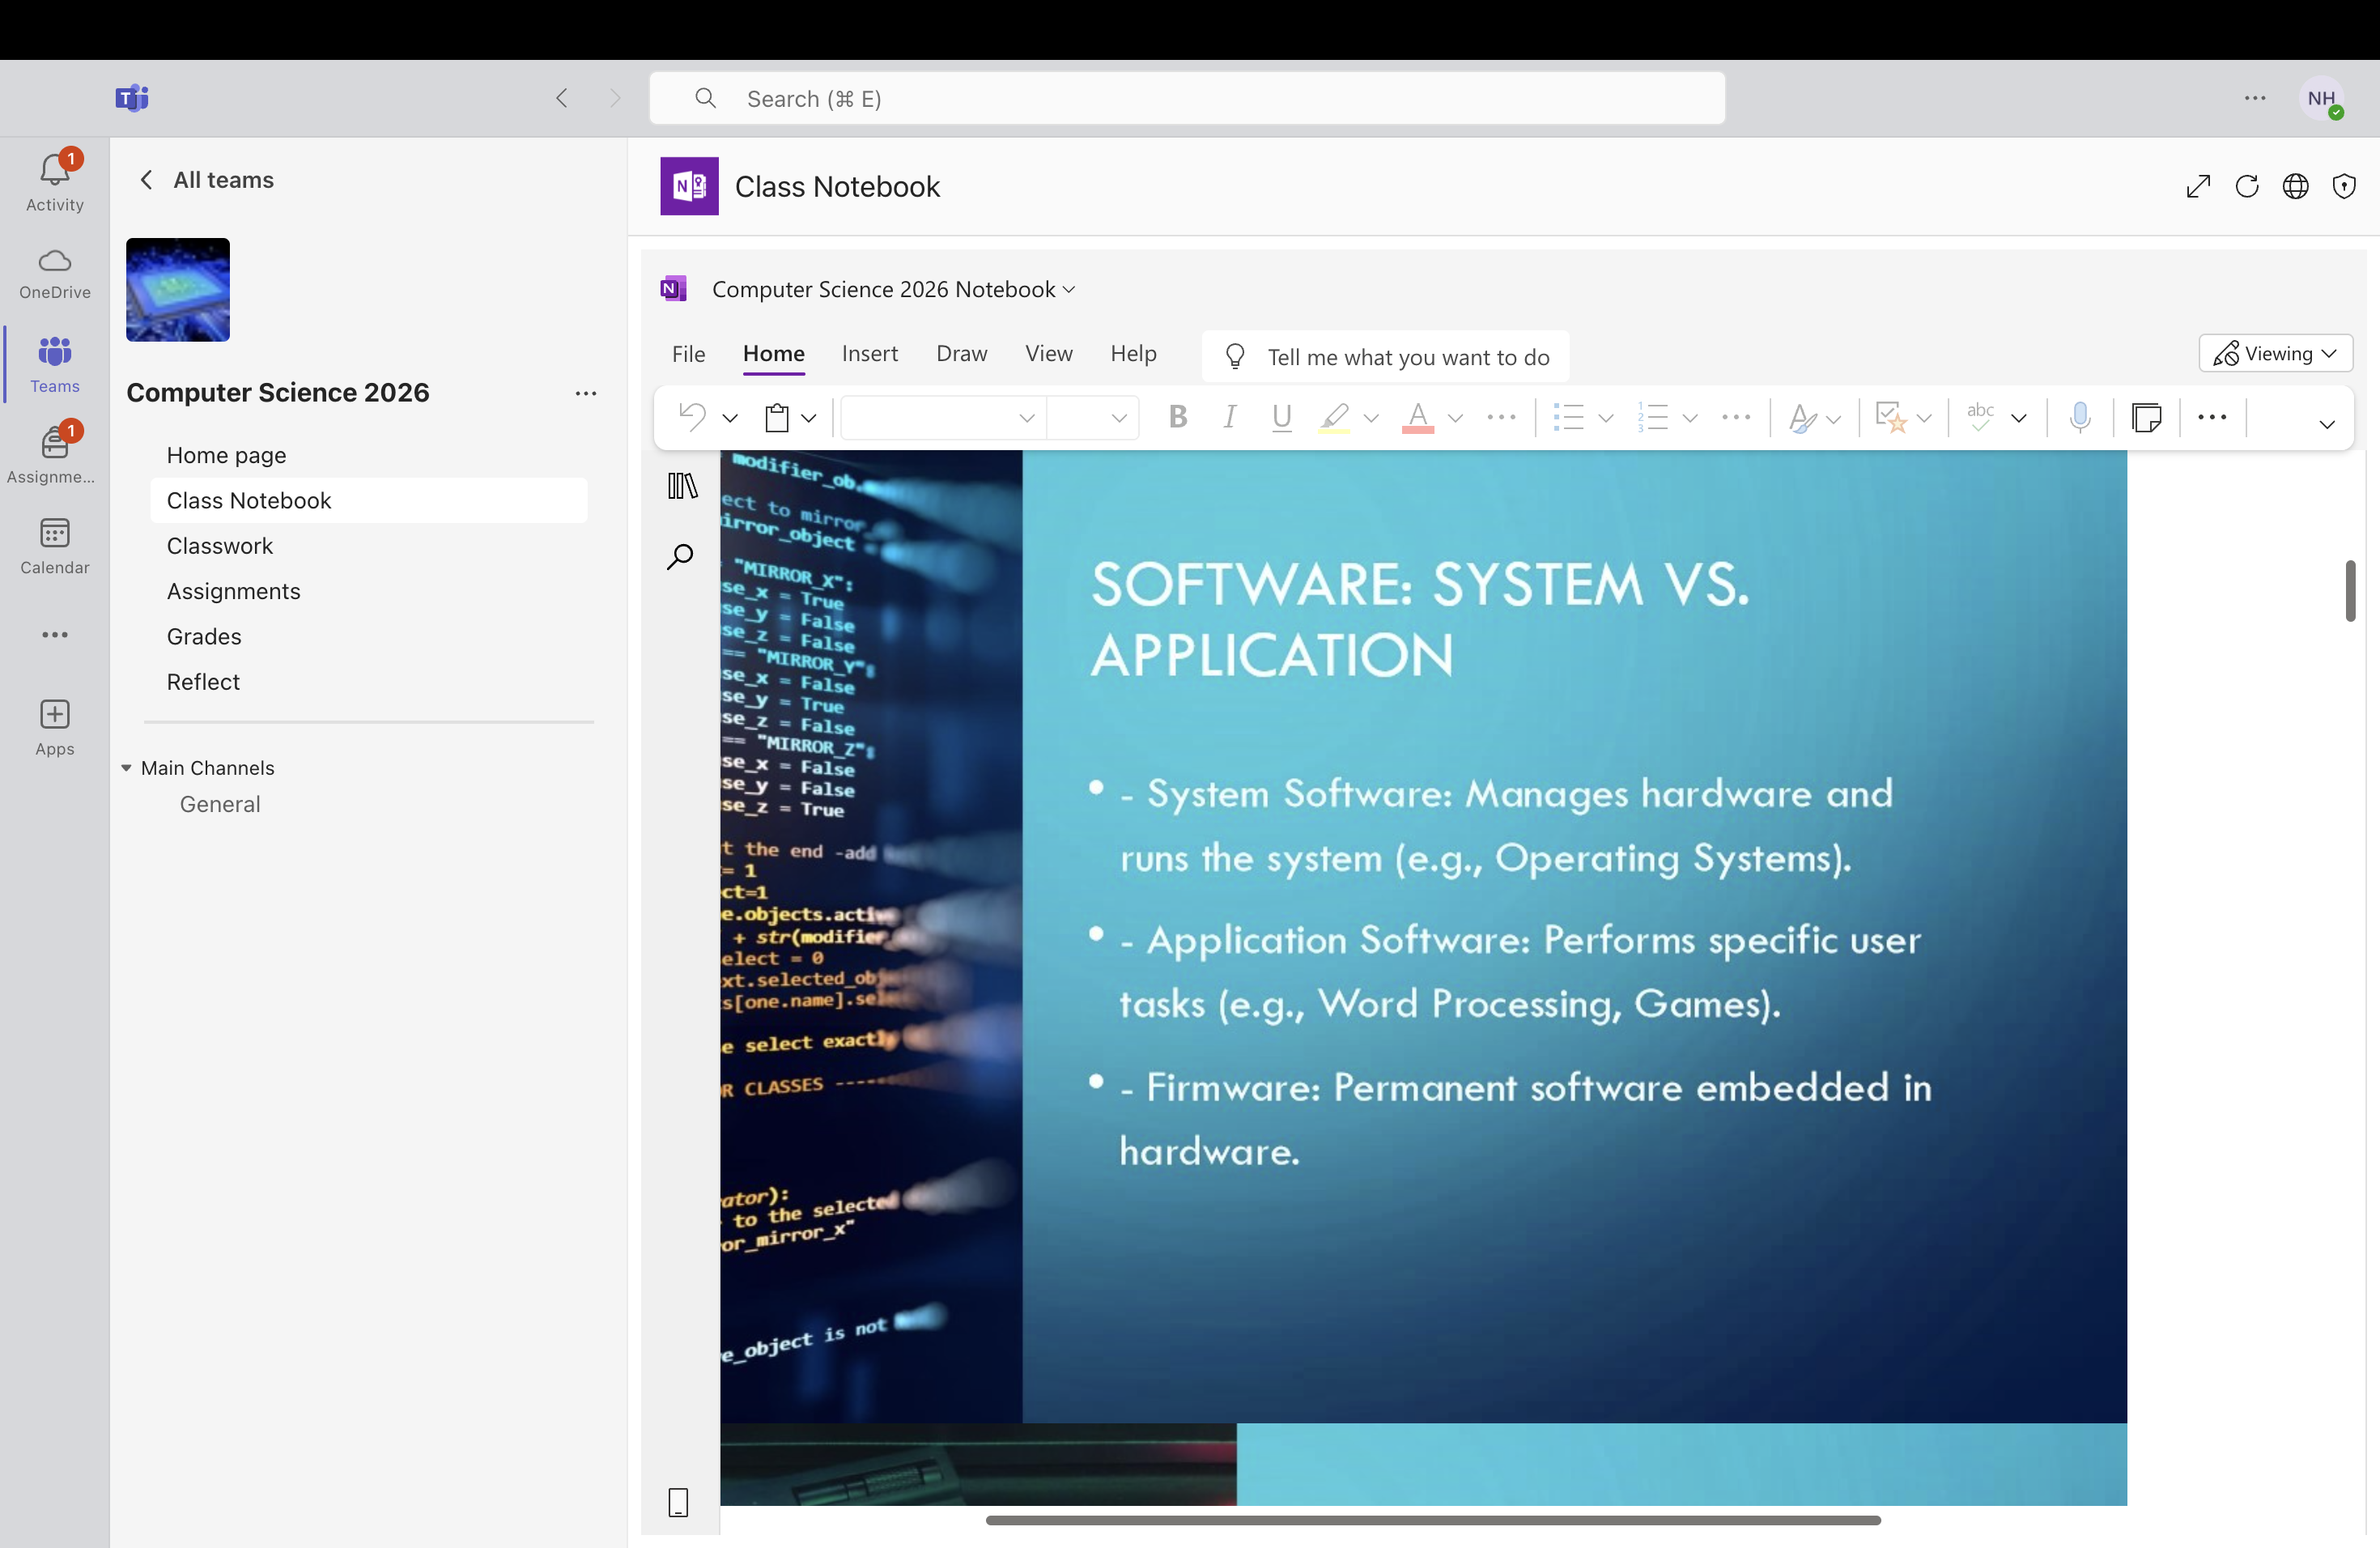 Search (⌘ E)
NH
1
Activity
OneDrive
Teams
1
Assignme...
Calendar
Apps
All teams
Computer Science 2026
Home page
Class Notebook
Classwork
Assignments
Grades
Reflect
Main Channels
General
Class Notebook
Computer Science 2026 Notebook
File Home Insert Draw View Help Tell me what you want to do Viewing
B I U A abc
modifier_ob
ect to mirror
irror_object
"MIRROR_X":
se_x = True
se_y = False
se_z = False
== "MIRROR_Y":
se_x = False
se_y = True
se_z = False
== "MIRROR_Z":
se_x = False
se_y = False
se_z = True
t the end -add
= 1
ct=1
e.objects.activ
+ str(modifier
elect = 0
xt.selected_obj
s[one.name].sel
e select exactl
R CLASSES ----
ator):
to the selected
or_mirror_x"
e_object is not
SOFTWARE: SYSTEM VS.
APPLICATION
• - System Software: Manages hardware and
runs the system (e.g., Operating Systems).
• - Application Software: Performs specific user
tasks (e.g., Word Processing, Games).
• - Firmware: Permanent software embedded in
hardware.